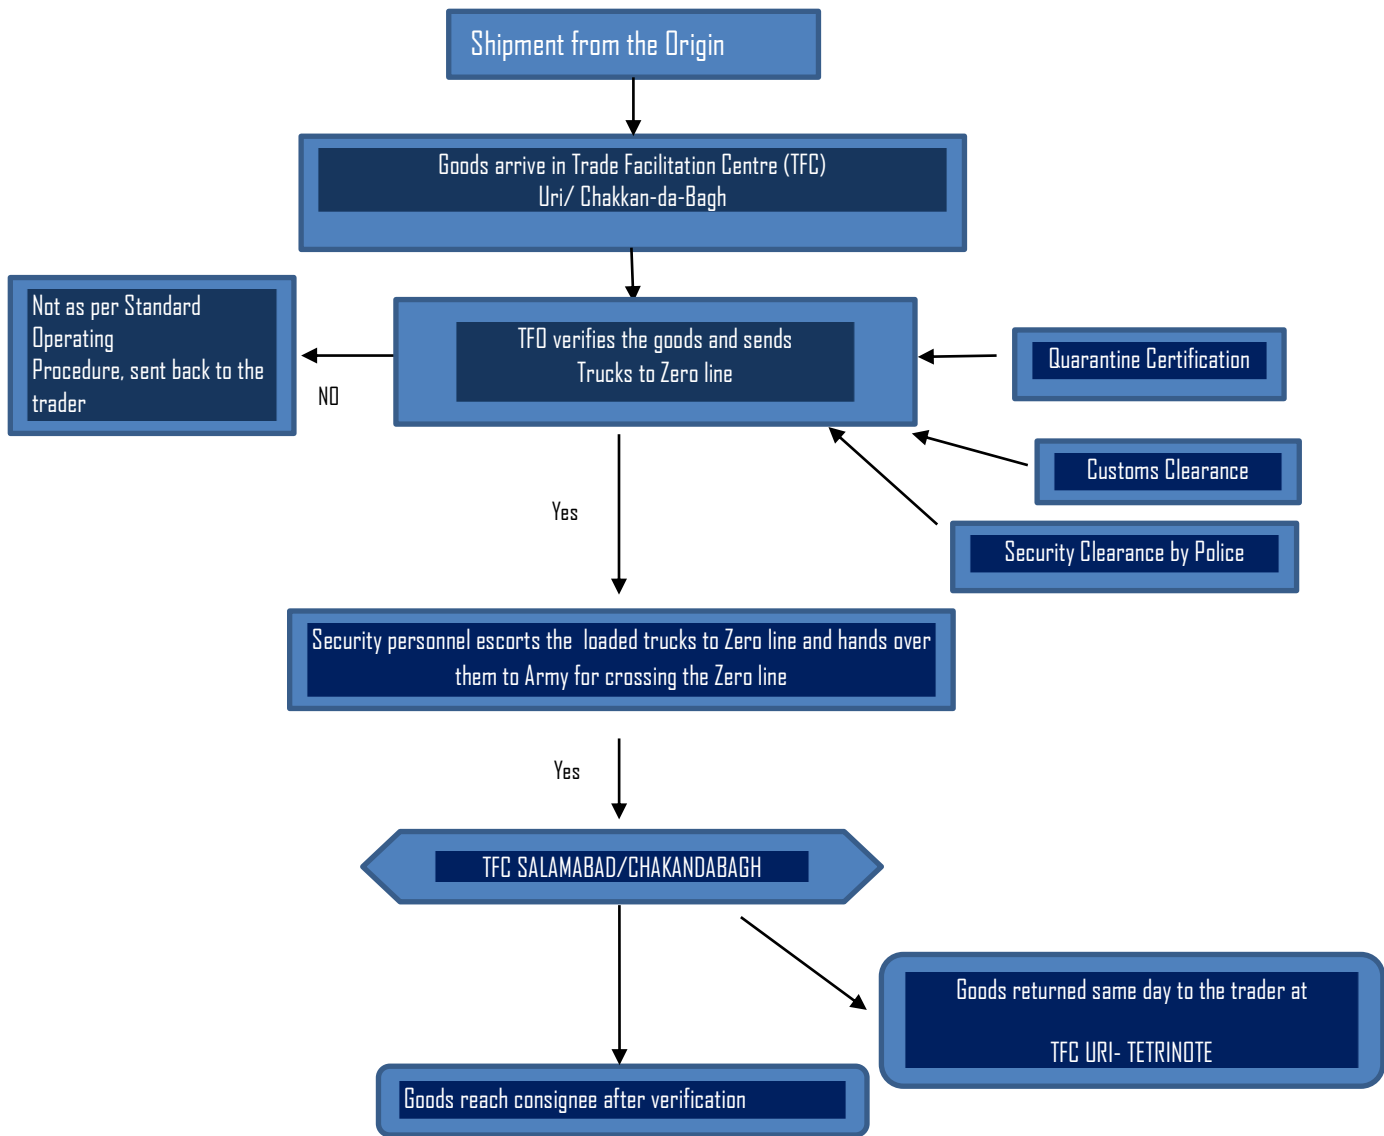 Shipment from the Origin
Goods arrive in Trade Facilitation Centre (TFC)
Uri/ Chakkan-da-Bagh
Not as per Standard
Operating
Procedure, sent back to the
trader
NO
TFO verifies the goods and sends
Trucks to Zero line
Quarantine Certification
Customs Clearance
Security Clearance by Police
Yes
Security personnel escorts the loaded trucks to Zero line and hands over
them to Army for crossing the Zero line
Yes
TFC SALAMABAD/CHAKANDABAGH
Goods returned same day to the trader at
TFC URI- TETRINOTE
Goods reach consignee after verification